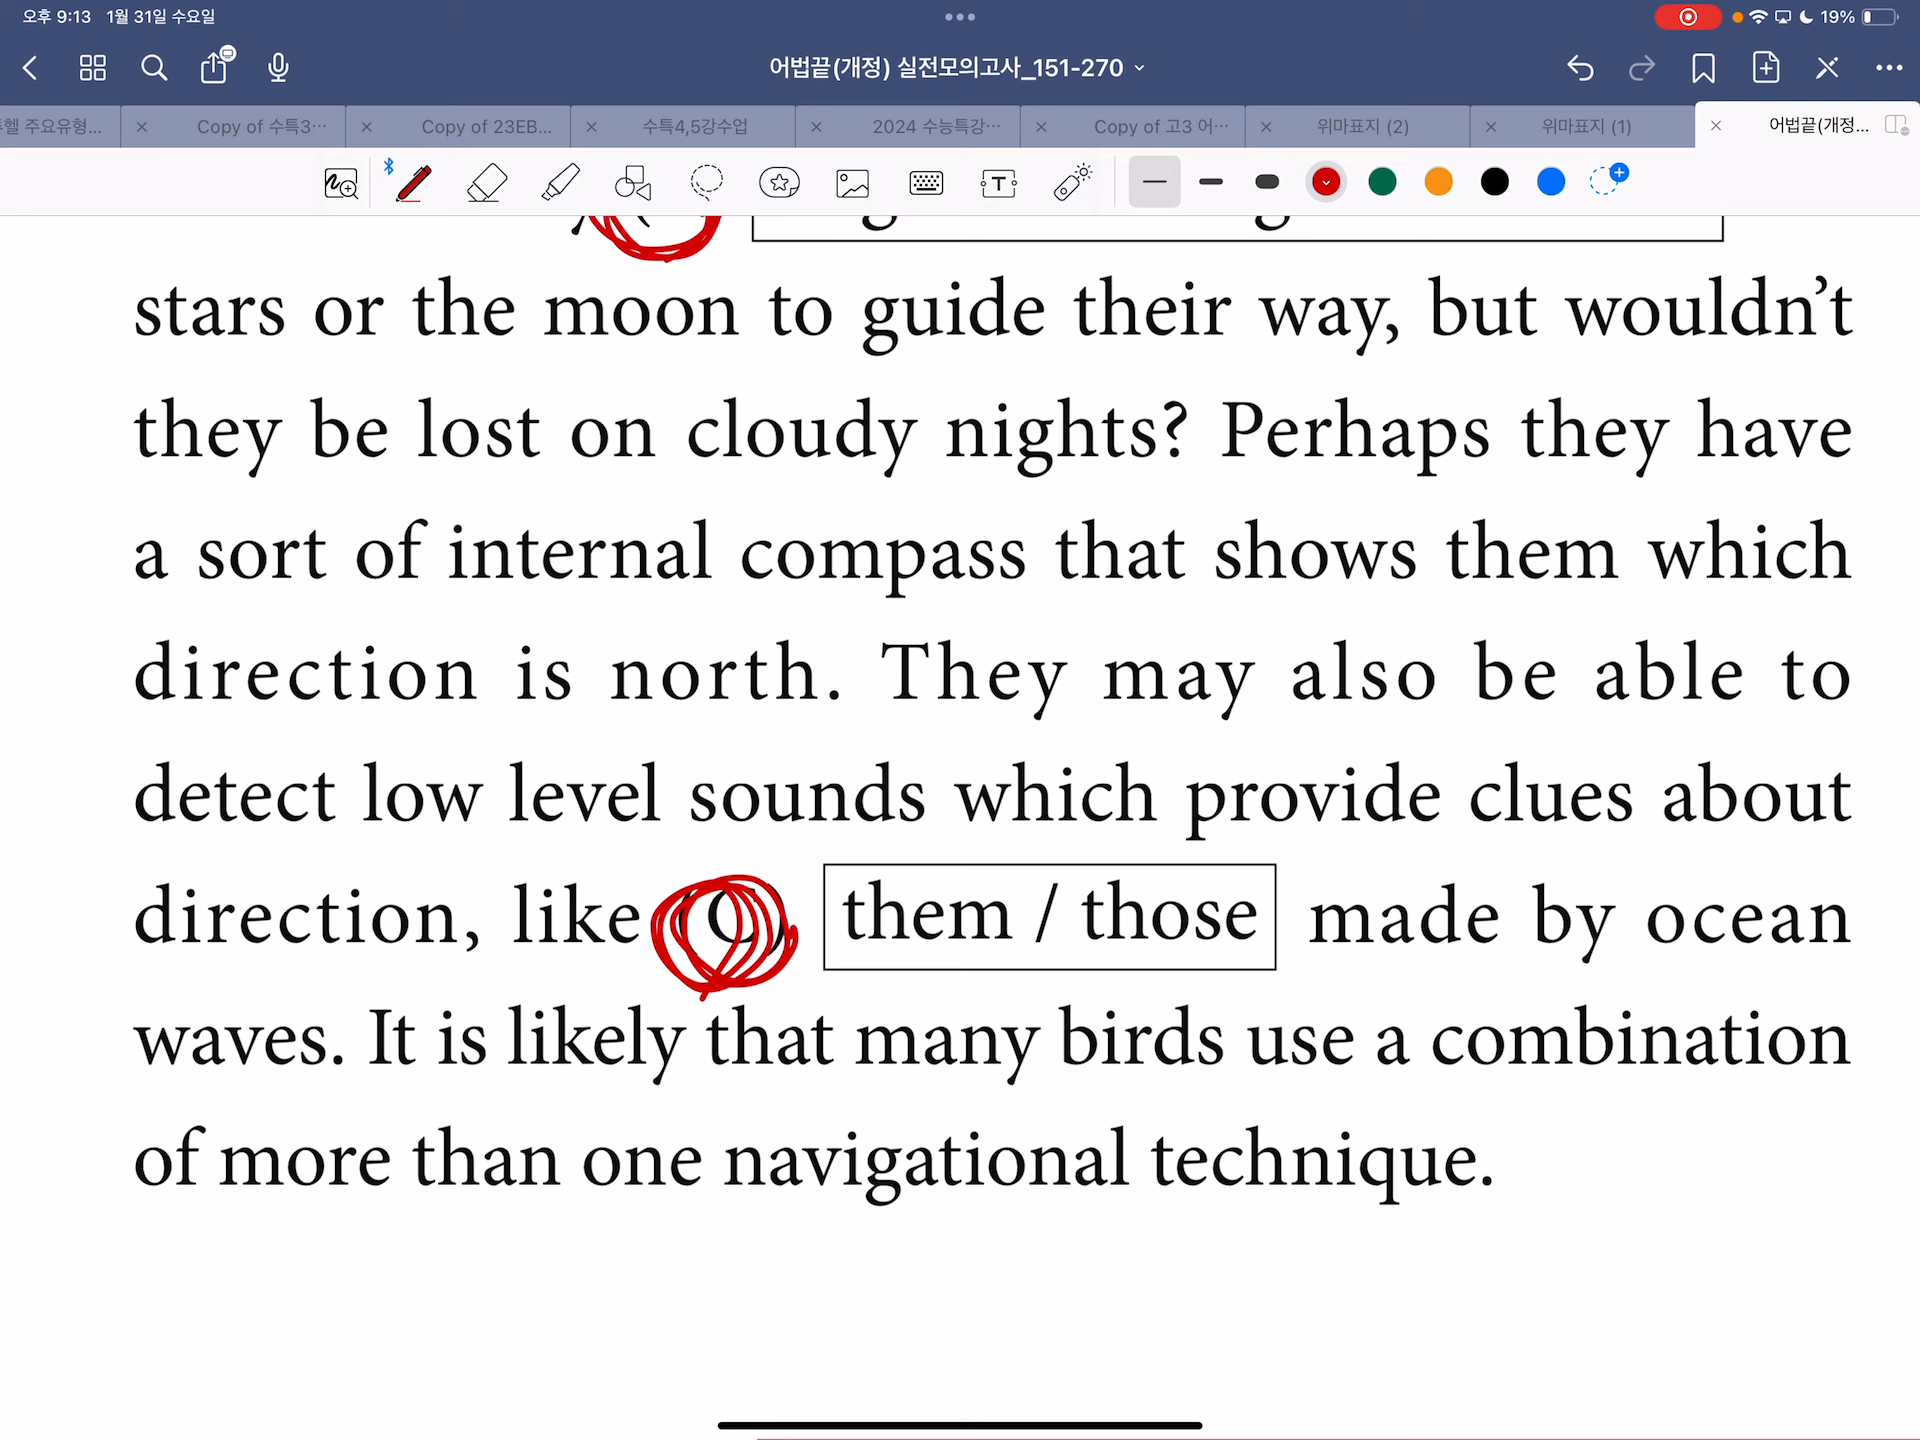 오후 9:13 1월 31일 수요일 19%
어법끝(개정) 실전모의고사_151-270
헬 주요유형... Copy of 수특3... Copy of 23EB... 수특4,5강수업 2024 수능특강... Copy of 고3 어... 위마표지 (2) 위마표지 (1) 어법끝(개정...
stars or the moon to guide their way, but wouldn't
they be lost on cloudy nights? Perhaps they have
a sort of internal compass that shows them which
direction is north. They may also be able to
detect low level sounds which provide clues about
direction, like (C) them / those made by ocean
waves. It is likely that many birds use a combination
of more than one navigational technique.